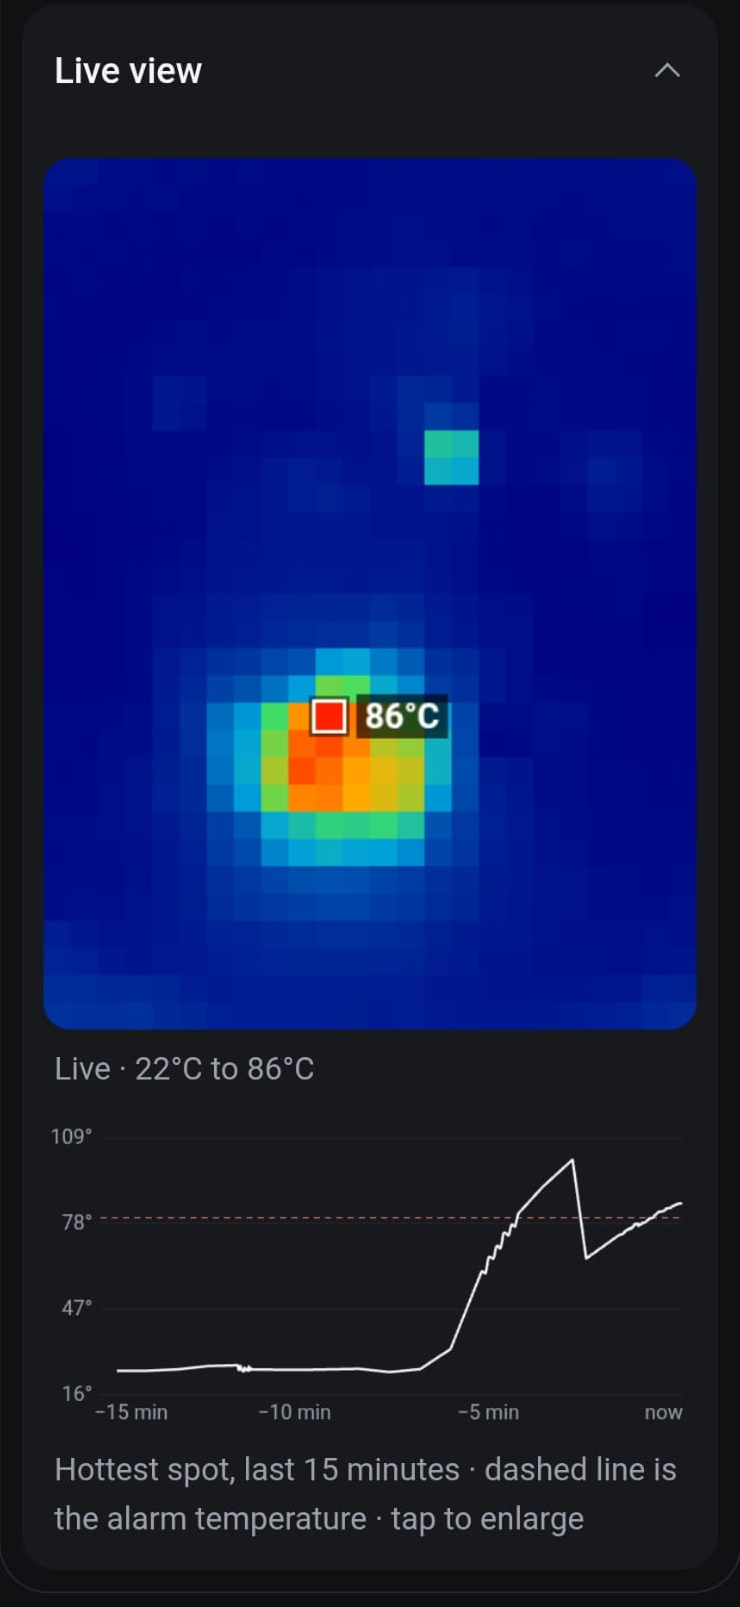 Live view
86°C
Live · 22°C to 86°C
109°
78°
47°
16°
−15 min −10 min −5 min now
Hottest spot, last 15 minutes · dashed line is
the alarm temperature · tap to enlarge